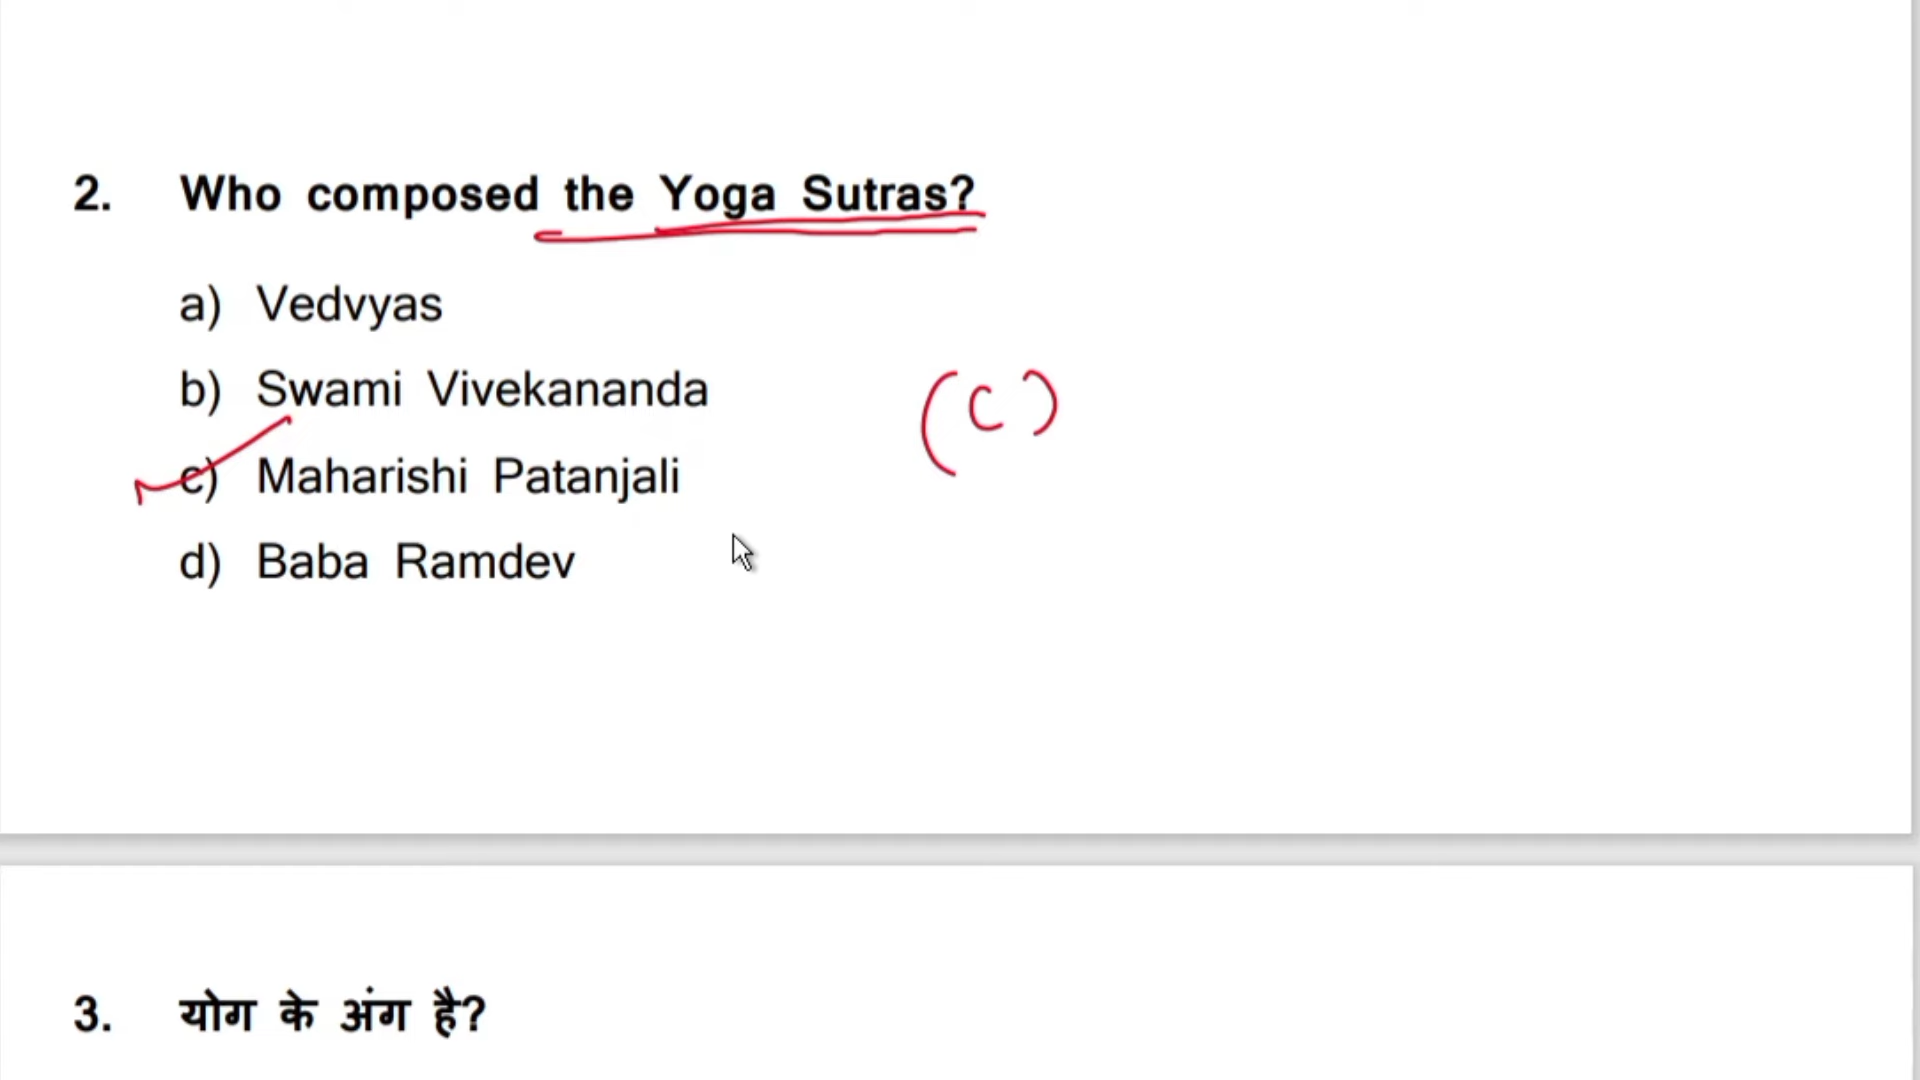 2. Who composed the Yoga Sutras?
a) Vedvyas
b) Swami Vivekananda
(c)
c) Maharishi Patanjali
d) Baba Ramdev
3. योग के अंग है?